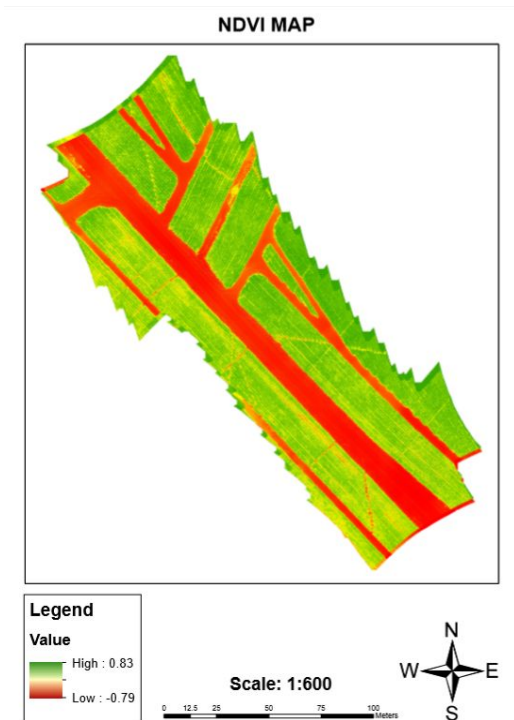 NDVI MAP
Legend
Value
High : 0.83
Low : -0.79
Scale: 1:600
0 12.5 25 50 75 100
Meters
N
W E
S